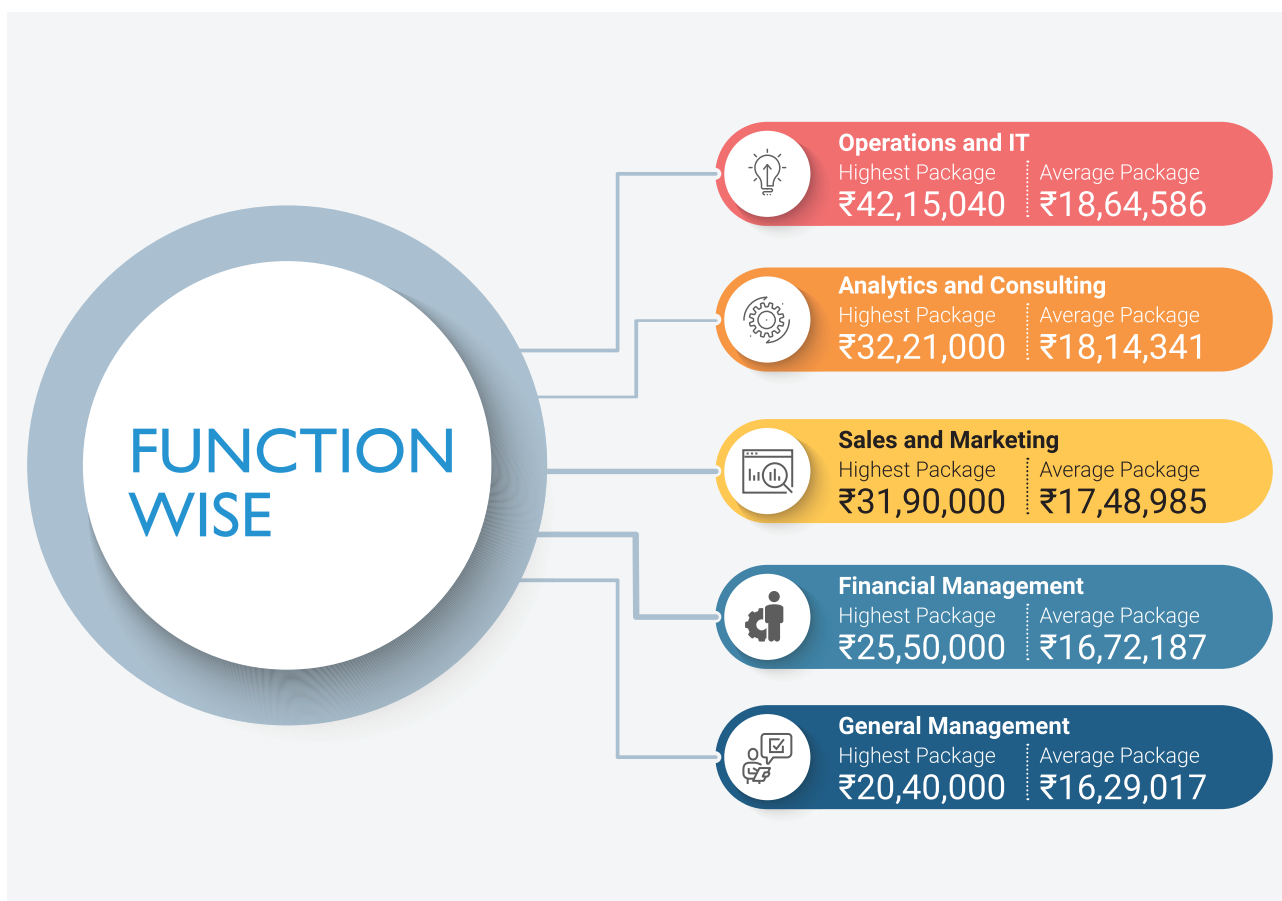 FUNCTION
WISE
Operations and IT
Highest Package Average Package
₹42,15,040 ₹18,64,586
Analytics and Consulting
Highest Package Average Package
₹32,21,000 ₹18,14,341
Sales and Marketing
Highest Package Average Package
₹31,90,000 ₹17,48,985
Financial Management
Highest Package Average Package
₹25,50,000 ₹16,72,187
General Management
Highest Package Average Package
₹20,40,000 ₹16,29,017